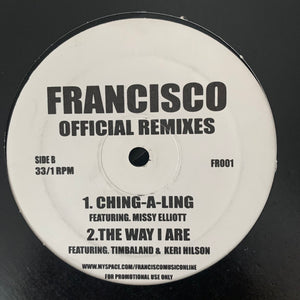 FRANCISCO
OFFICIAL REMIXES
SIDE B
33/1 RPM
FR001
1. CHING-A-LING
FEATURING. MISSY ELLIOTT
2.THE WAY I ARE
FEATURING. TIMBALAND & KERI HILSON
WWW.MYSPACE.COM/FRANCISCOMUSICONLINE
FOR PROMOTIONAL USE ONLY